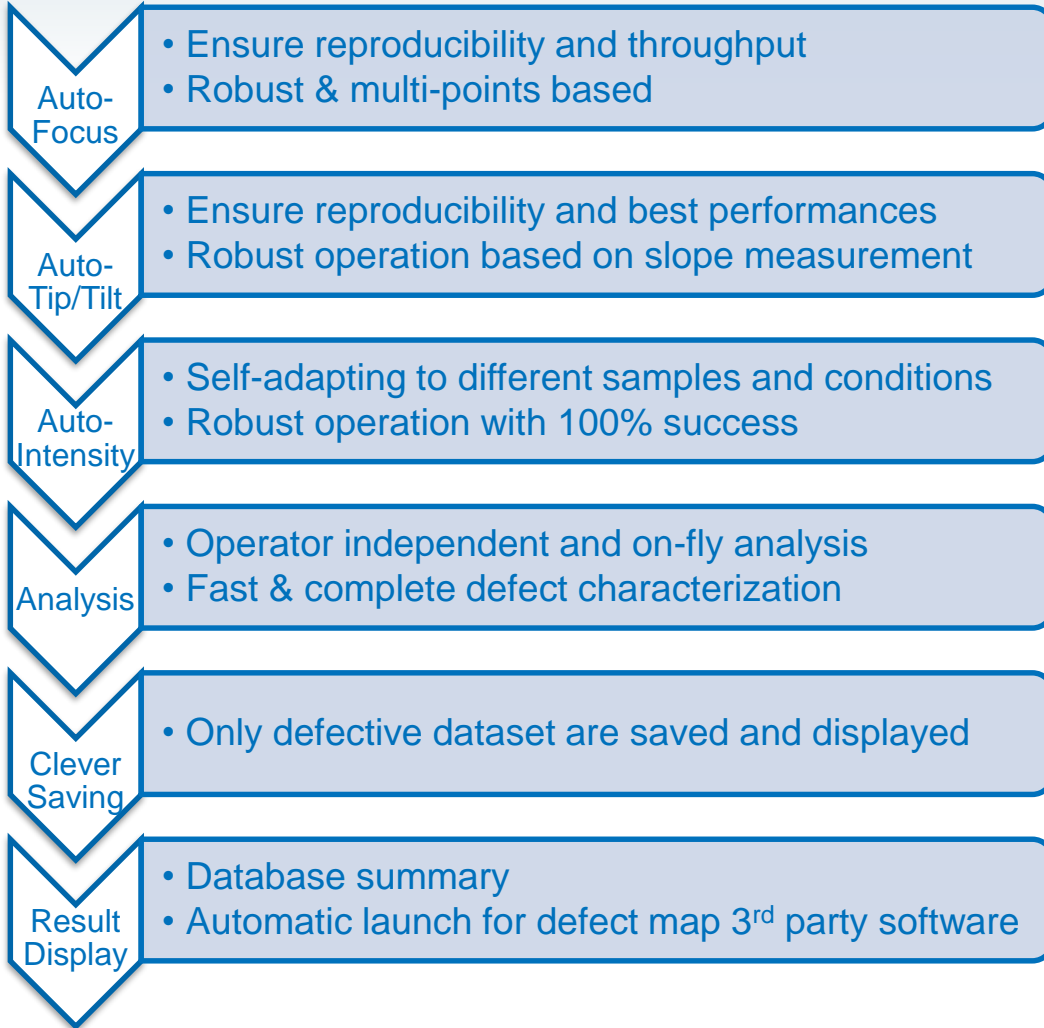 Auto-
Focus
• Ensure reproducibility and throughput
• Robust & multi-points based
Auto-
Tip/Tilt
• Ensure reproducibility and best performances
• Robust operation based on slope measurement
Auto-
Intensity
• Self-adapting to different samples and conditions
• Robust operation with 100% success
Analysis
• Operator independent and on-fly analysis
• Fast & complete defect characterization
Clever
Saving
• Only defective dataset are saved and displayed
Result
Display
• Database summary
• Automatic launch for defect map 3rd party software